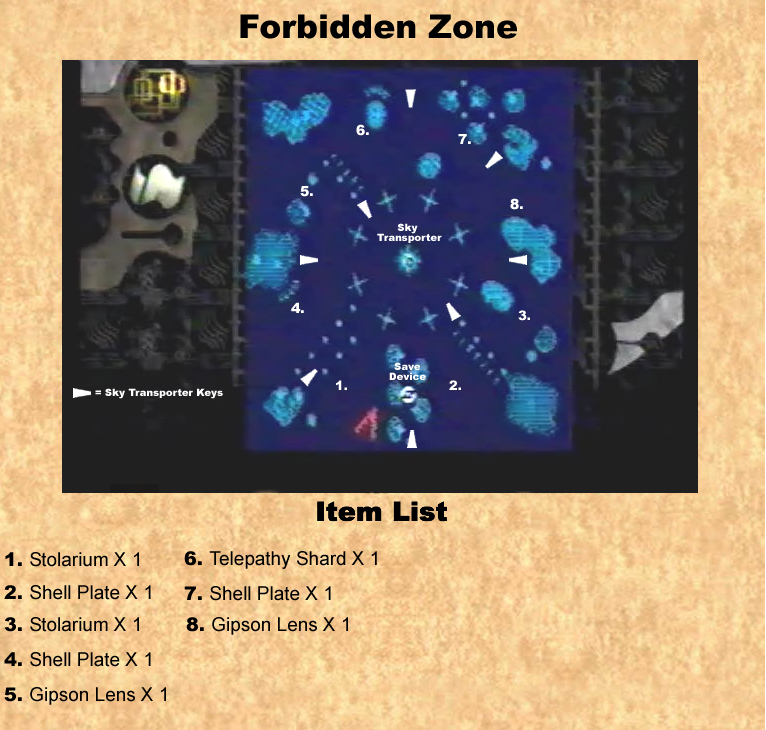 Forbidden Zone
6.
7.
5.
8.
Sky
Transporter
4.
3.
Save
Device
1.
2.
= Sky Transporter Keys
Item List
1. Stolarium X 1
2. Shell Plate X 1
3. Stolarium X 1
4. Shell Plate X 1
5. Gipson Lens X 1
6. Telepathy Shard X 1
7. Shell Plate X 1
8. Gipson Lens X 1